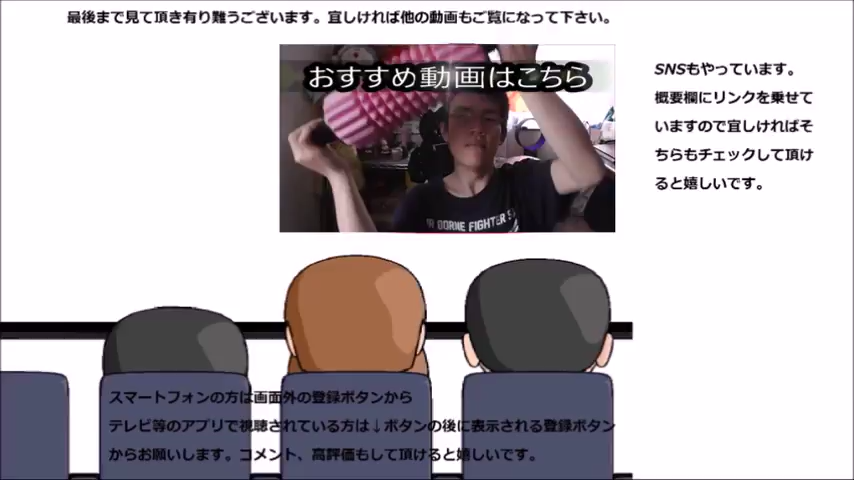 最後まで見て頂き有り難うございます。宜しければ他の動画もご覧になって下さい。
おすすめ動画はこちら
SNSもやっています。
概要欄にリンクを乗せて
いますので宜しければそ
ちらもチェックして頂け
ると嬉しいです。
DORNE FIGHTER
スマートフォンの方は画面外の登録ボタンから
テレビ等のアプリで視聴されている方は↓ボタンの後に表示される登録ボタン
からお願いします。コメント、高評価もして頂けると嬉しいです。